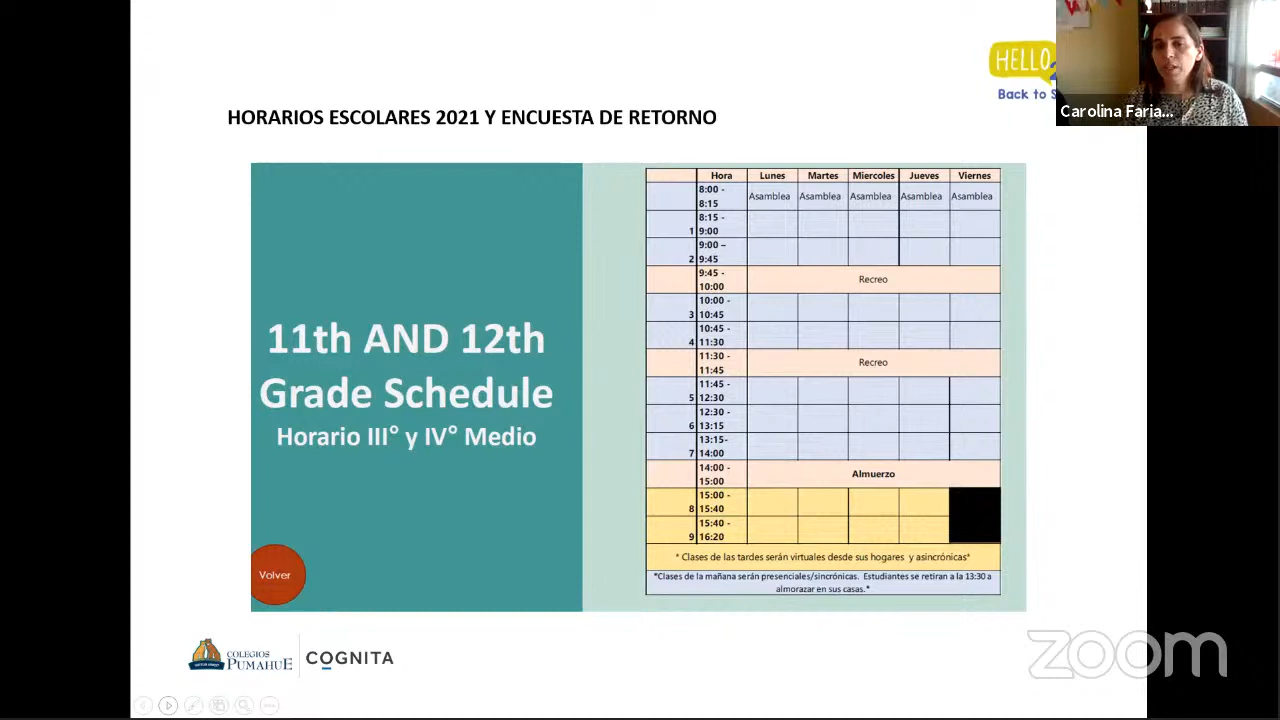 HELLO
Back to S
Carolina Faria...
HORARIOS ESCOLARES 2021 Y ENCUESTA DE RETORNO
11th AND 12th
Grade Schedule
Horario III° y IV° Medio
Volver
Hora Lunes Martes Miercoles Jueves Viernes
8:00 -
8:15 Asamblea Asamblea Asamblea Asamblea Asamblea
8:15 -
1 9:00
9:00 –
2 9:45
9:45 -
10:00 Recreo
10:00 -
3 10:45
10:45 -
4 11:30
11:30 -
11:45 Recreo
11:45 -
5 12:30
12:30 -
6 13:15
13:15-
7 14:00
14:00 -
15:00 Almuerzo
15:00 -
8 15:40
15:40 -
9 16:20
* Clases de las tardes serán virtuales desde sus hogares y asincrónicas*
*Clases de la mañana serán presenciales/sincrónicas. Estudiantes se retiran a la 13:30 a
almorazar en sus casas.*
COLEGIOS
PUMAHUE
COGNITA
zoom